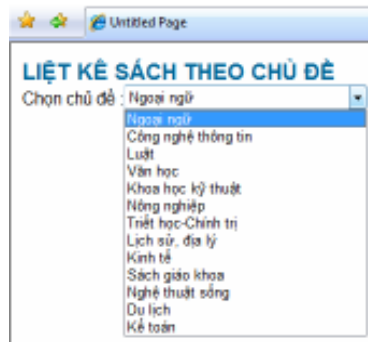 Untitled Page
LIỆT KÊ SÁCH THEO CHỦ ĐỀ
Chọn chủ đề : Ngoại ngữ
Ngoại ngữ
Công nghệ thông tin
Luật
Văn học
Khoa học kỹ thuật
Nông nghiệp
Triết học-Chính trị
Lịch sử, địa lý
Kinh tế
Sách giáo khoa
Nghệ thuật sống
Du lịch
Kế toán